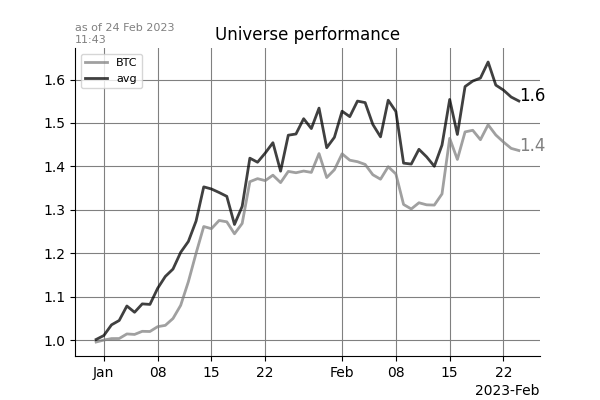 as of 24 Feb 2023
11:43
Universe performance
BTC
avg
1.6
1.5
1.4
1.3
1.2
1.1
1.0
1.6
1.4
Jan 08 15 22 Feb 08 15 22
2023-Feb